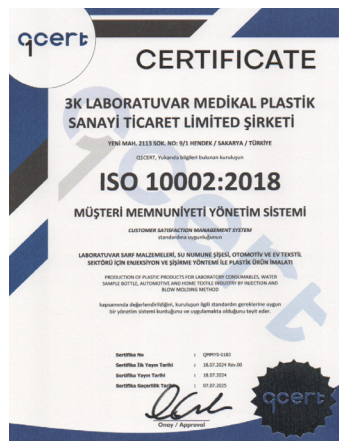 qcert
CERTIFICATE
3K LABORATUVAR MEDİKAL PLASTİK
SANAYİ TİCARET LİMİTED ŞİRKETİ
YENİ MAH. 2113 SOK. NO: 9/1 HENDEK / SAKARYA / TÜRKİYE
Q1CERT, Yukarıda bilgileri bulunan kuruluşun
ISO 10002:2018
MÜŞTERİ MEMNUNİYETİ YÖNETİM SİSTEMİ
CUSTOMER SATISFACTION MANAGEMENT SYSTEM
standardına uygunluğunun
LABORATUVAR SARF MALZEMELERİ, SU NUMUNE ŞİŞESİ, OTOMOTİV VE EV TEKSTİL
SEKTÖRÜ İÇİN ENJEKSİYON VE ŞİŞİRME YÖNTEMİ İLE PLASTİK ÜRÜN İMALATI
PRODUCTION OF PLASTIC PRODUCTS FOR LABORATORY CONSUMABLES, WATER
SAMPLE BOTTLE, AUTOMOTIVE AND HOME TEXTILE INDUSTRY BY INJECTION AND
BLOW MOLDING METHOD
kapsamında değerlendirildiğini, kuruluşun ilgili standardın gereklerine uygun
bir yönetim sistemi kurduğunu ve uygulamakta olduğunu teyit eder.
Sertifika No : QMMYS-0183
Sertifika İlk Yayın Tarihi : 18.07.2024 Rev.00
Sertifika Yayın Tarihi : 18.07.2024
Sertifika Geçerlilik Tarihi : 07.07.2025
Onay / Approval
qcert